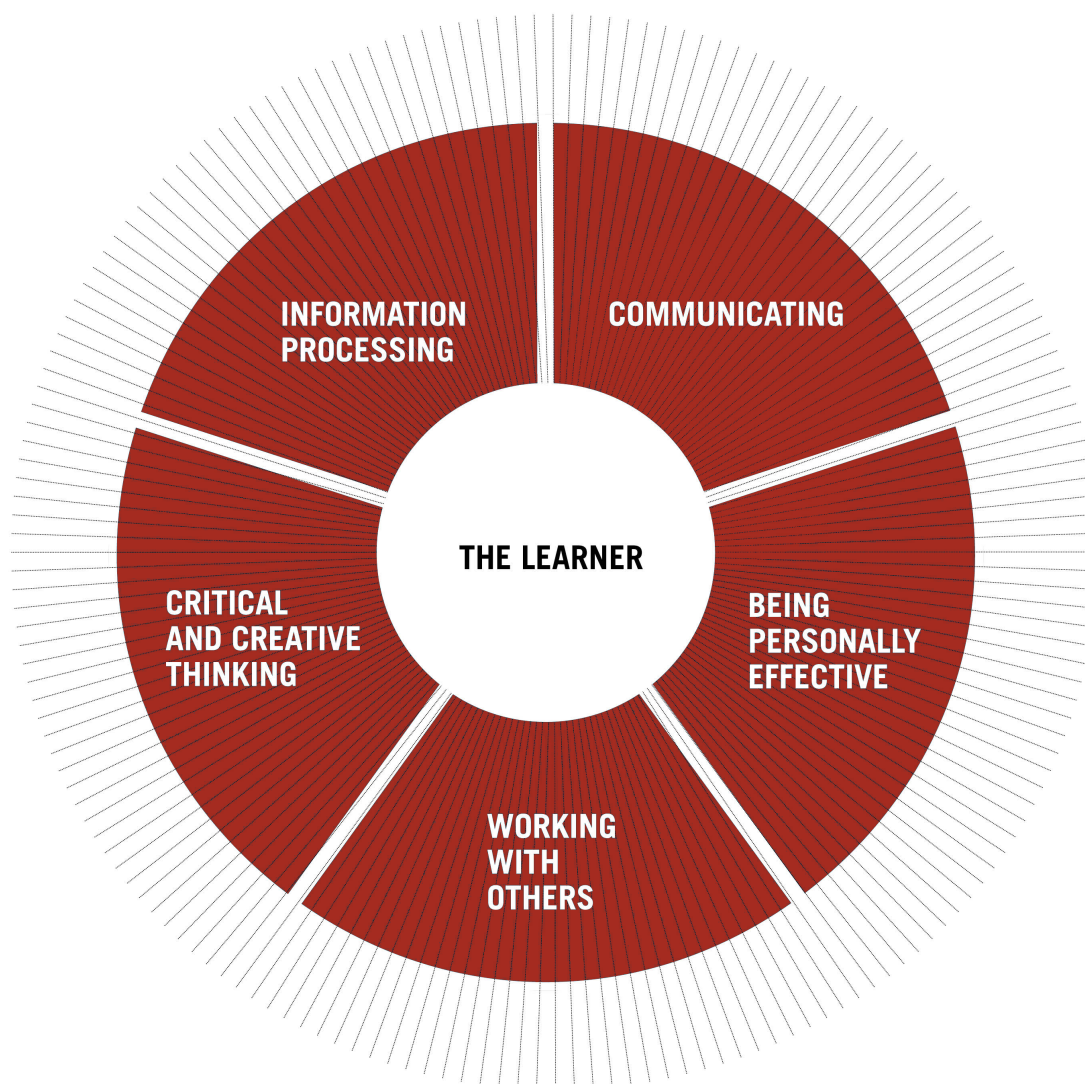 INFORMATION
PROCESSING
COMMUNICATING
THE LEARNER
CRITICAL
AND CREATIVE
THINKING
BEING
PERSONALLY
EFFECTIVE
WORKING
WITH
OTHERS